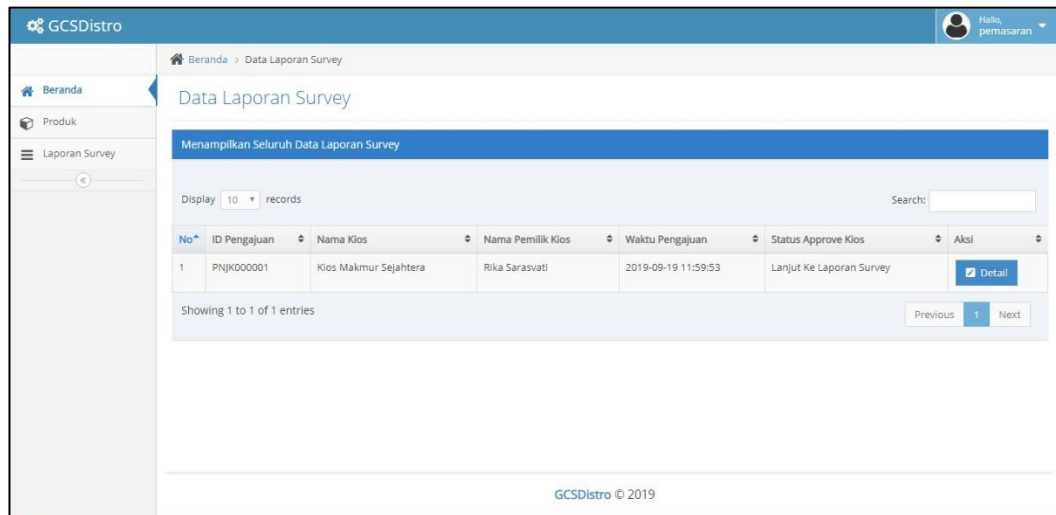 GCSDistro
Hallo,
pemasaran
Beranda > Data Laporan Survey
Beranda
Produk
Laporan Survey
Data Laporan Survey
Menampilkan Seluruh Data Laporan Survey
Display 10 records
Search:
No ID Pengajuan Nama Kios Nama Pemilik Kios Waktu Pengajuan Status Approve Kios Aksi
1 PNJK000001 Kios Makmur Sejahtera Rika Sarasvati 2019-09-19 11:59:53 Lanjut Ke Laporan Survey Detail
Showing 1 to 1 of 1 entries
Previous 1 Next
GCSDistro © 2019